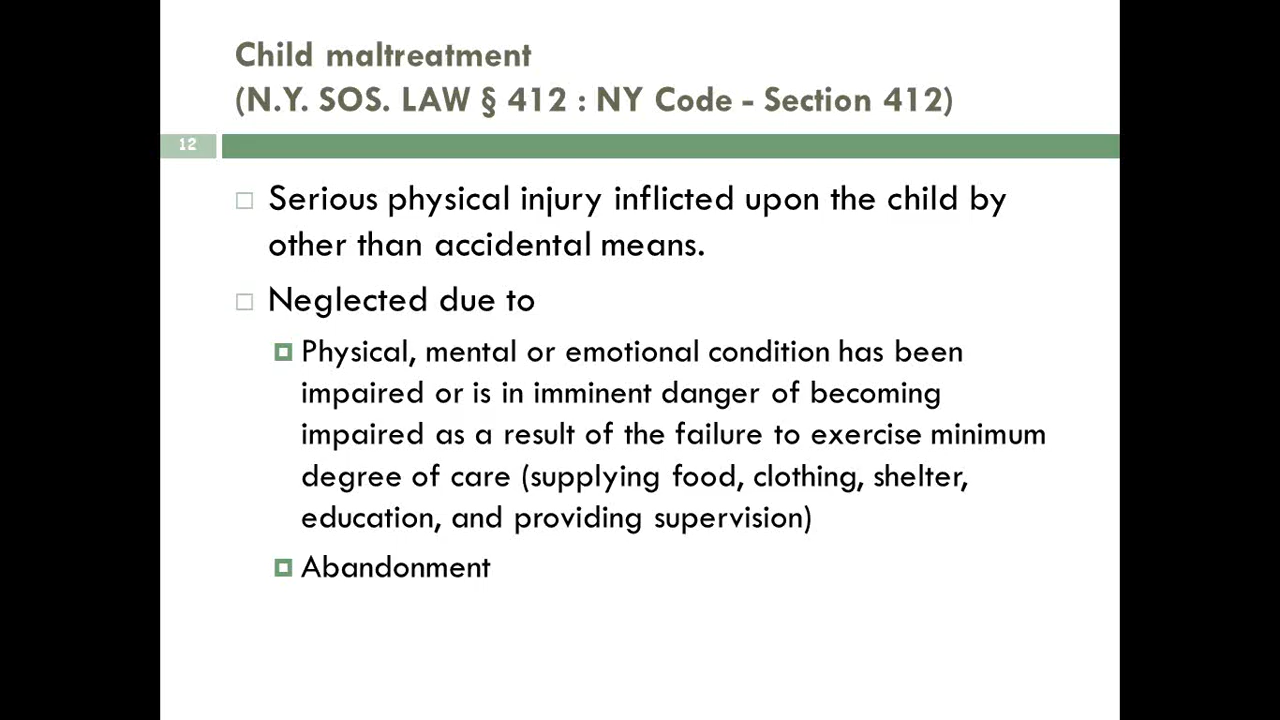 Child maltreatment
(N.Y. SOS. LAW § 412 : NY Code - Section 412)
12
Serious physical injury inflicted upon the child by
other than accidental means.
Neglected due to
Physical, mental or emotional condition has been
impaired or is in imminent danger of becoming
impaired as a result of the failure to exercise minimum
degree of care (supplying food, clothing, shelter,
education, and providing supervision)
Abandonment